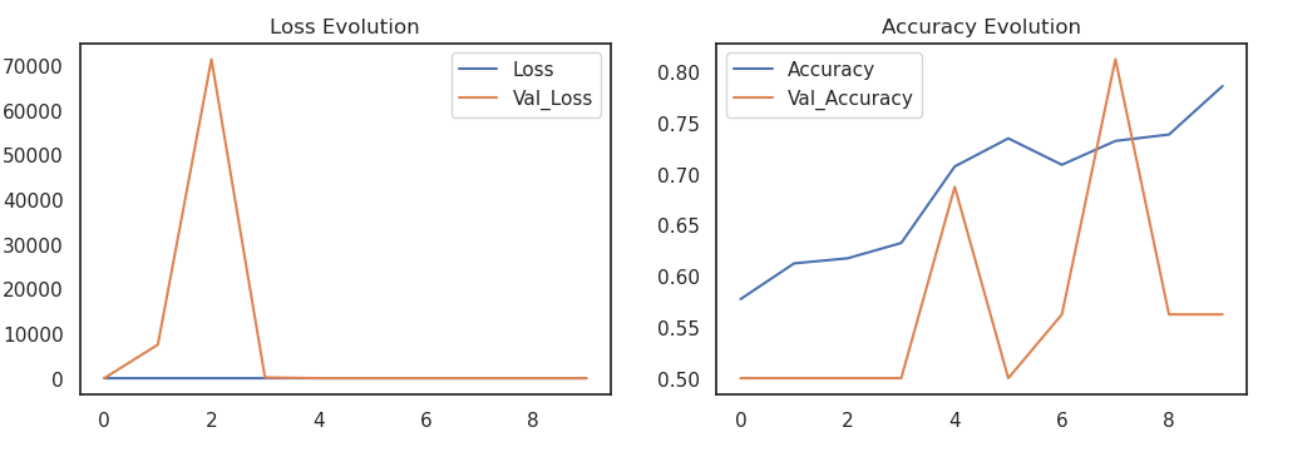 Loss Evolution
70000
60000
50000
40000
30000
20000
10000
0
Loss
Val_Loss
0 2 4 6 8
Accuracy Evolution
0.80
0.75
0.70
0.65
0.60
0.55
0.50
Accuracy
Val_Accuracy
0 2 4 6 8